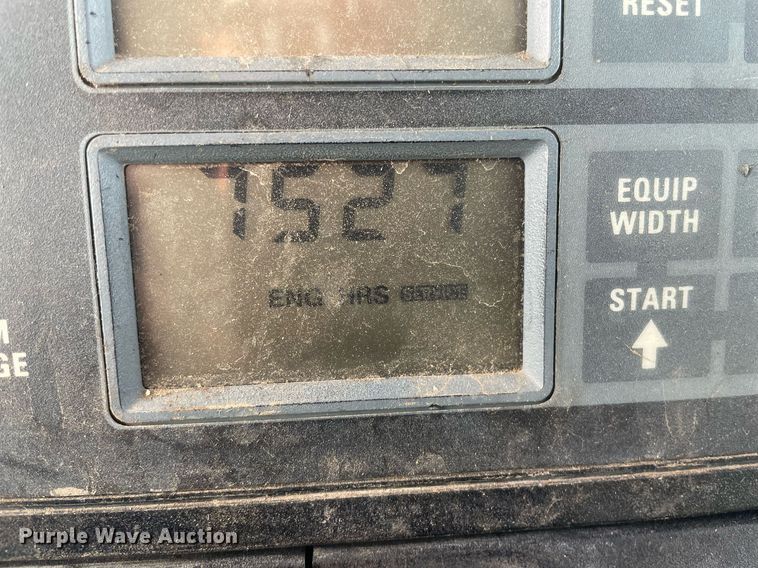 RESET
7527
ENG HRS
EQUIP
WIDTH
START
M
GE
Purple Wave Auction